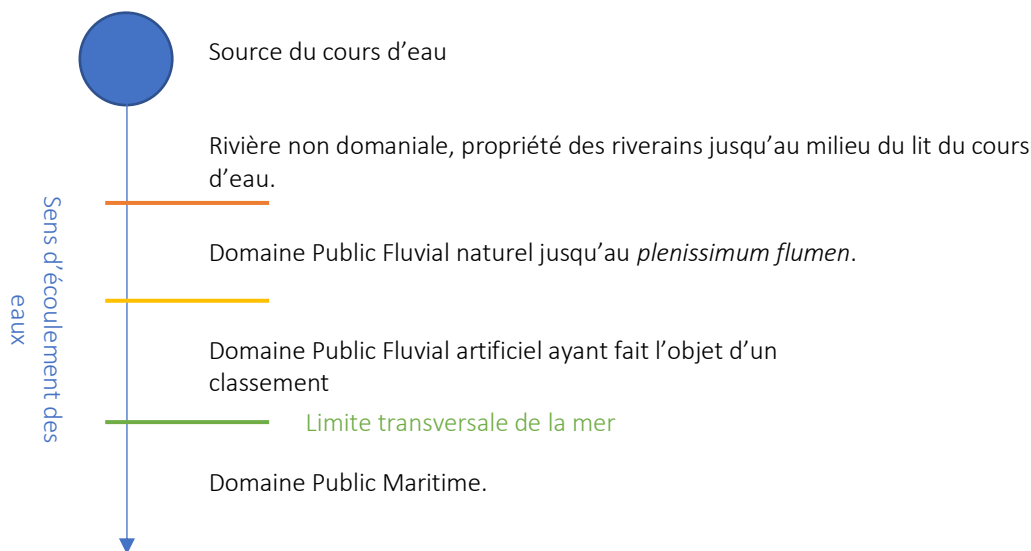 Source du cours d’eau
Rivière non domaniale, propriété des riverains jusqu’au milieu du lit du cours
d’eau.
Sens d’écoulement des
eaux
Domaine Public Fluvial naturel jusqu’au plenissimum flumen.
Domaine Public Fluvial artificiel ayant fait l’objet d’un
classement
Limite transversale de la mer
Domaine Public Maritime.